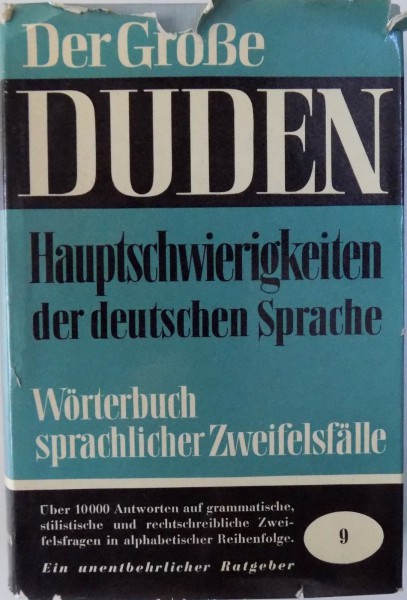 Der Große
DUDEN
Hauptschwierigkeiten
der deutschen Sprache
Wörterbuch
sprachlicher Zweifelsfälle
Über 10000 Antworten auf grammatische,
stilistische und rechtschreibliche Zwei-
felsfragen in alphabetischer Reihenfolge.
Ein unentbehrlicher Ratgeber
9